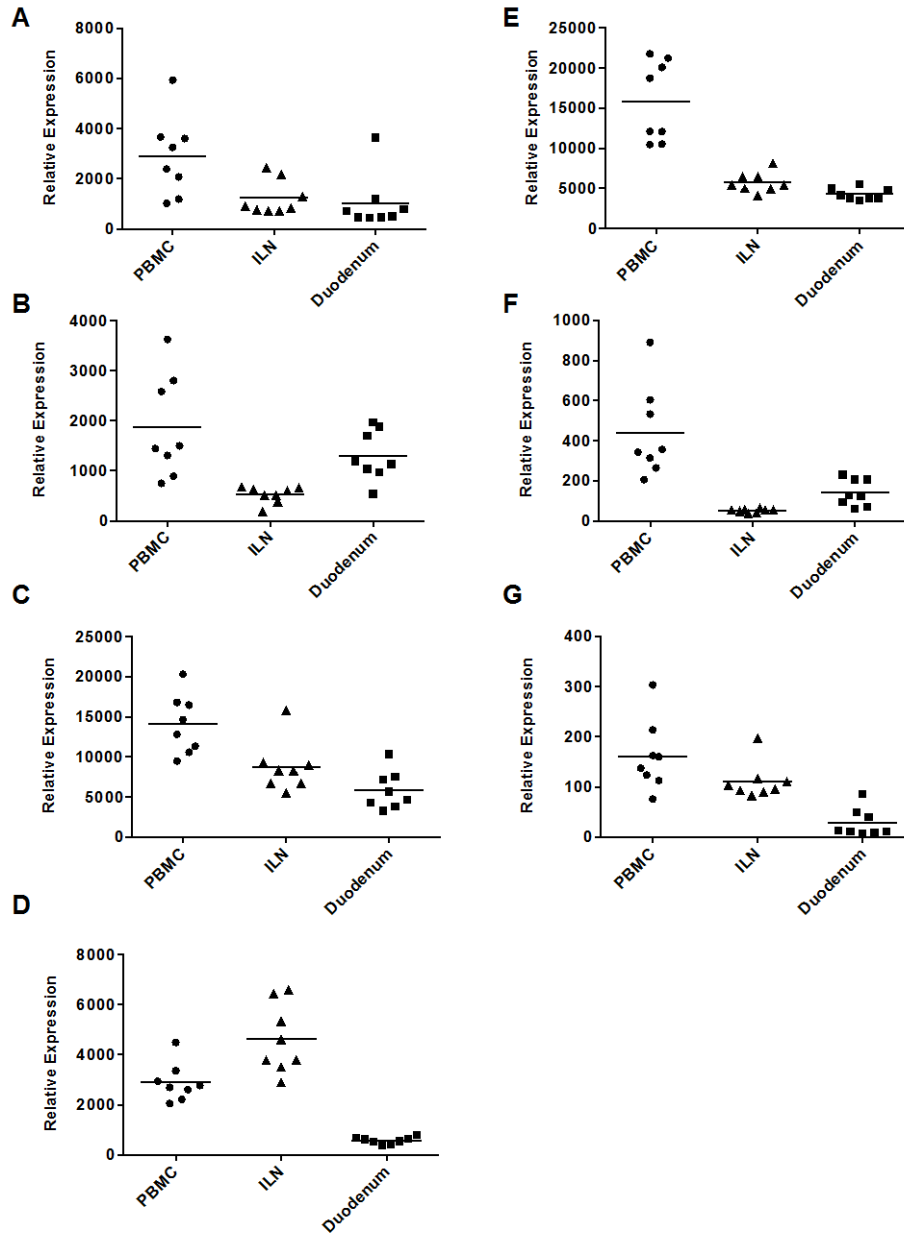 A
Relative Expression
8000
6000
4000
2000
0
PBMC
ILN
Duodenum
B
Relative Expression
4000
3000
2000
1000
0
PBMC
ILN
Duodenum
C
Relative Expression
25000
20000
15000
10000
5000
0
PBMC
ILN
Duodenum
D
Relative Expression
8000
6000
4000
2000
0
PBMC
ILN
Duodenum
E
Relative Expression
25000
20000
15000
10000
5000
0
PBMC
ILN
Duodenum
F
Relative Expression
1000
800
600
400
200
0
PBMC
ILN
Duodenum
G
Relative Expression
400
300
200
100
0
PBMC
ILN
Duodenum